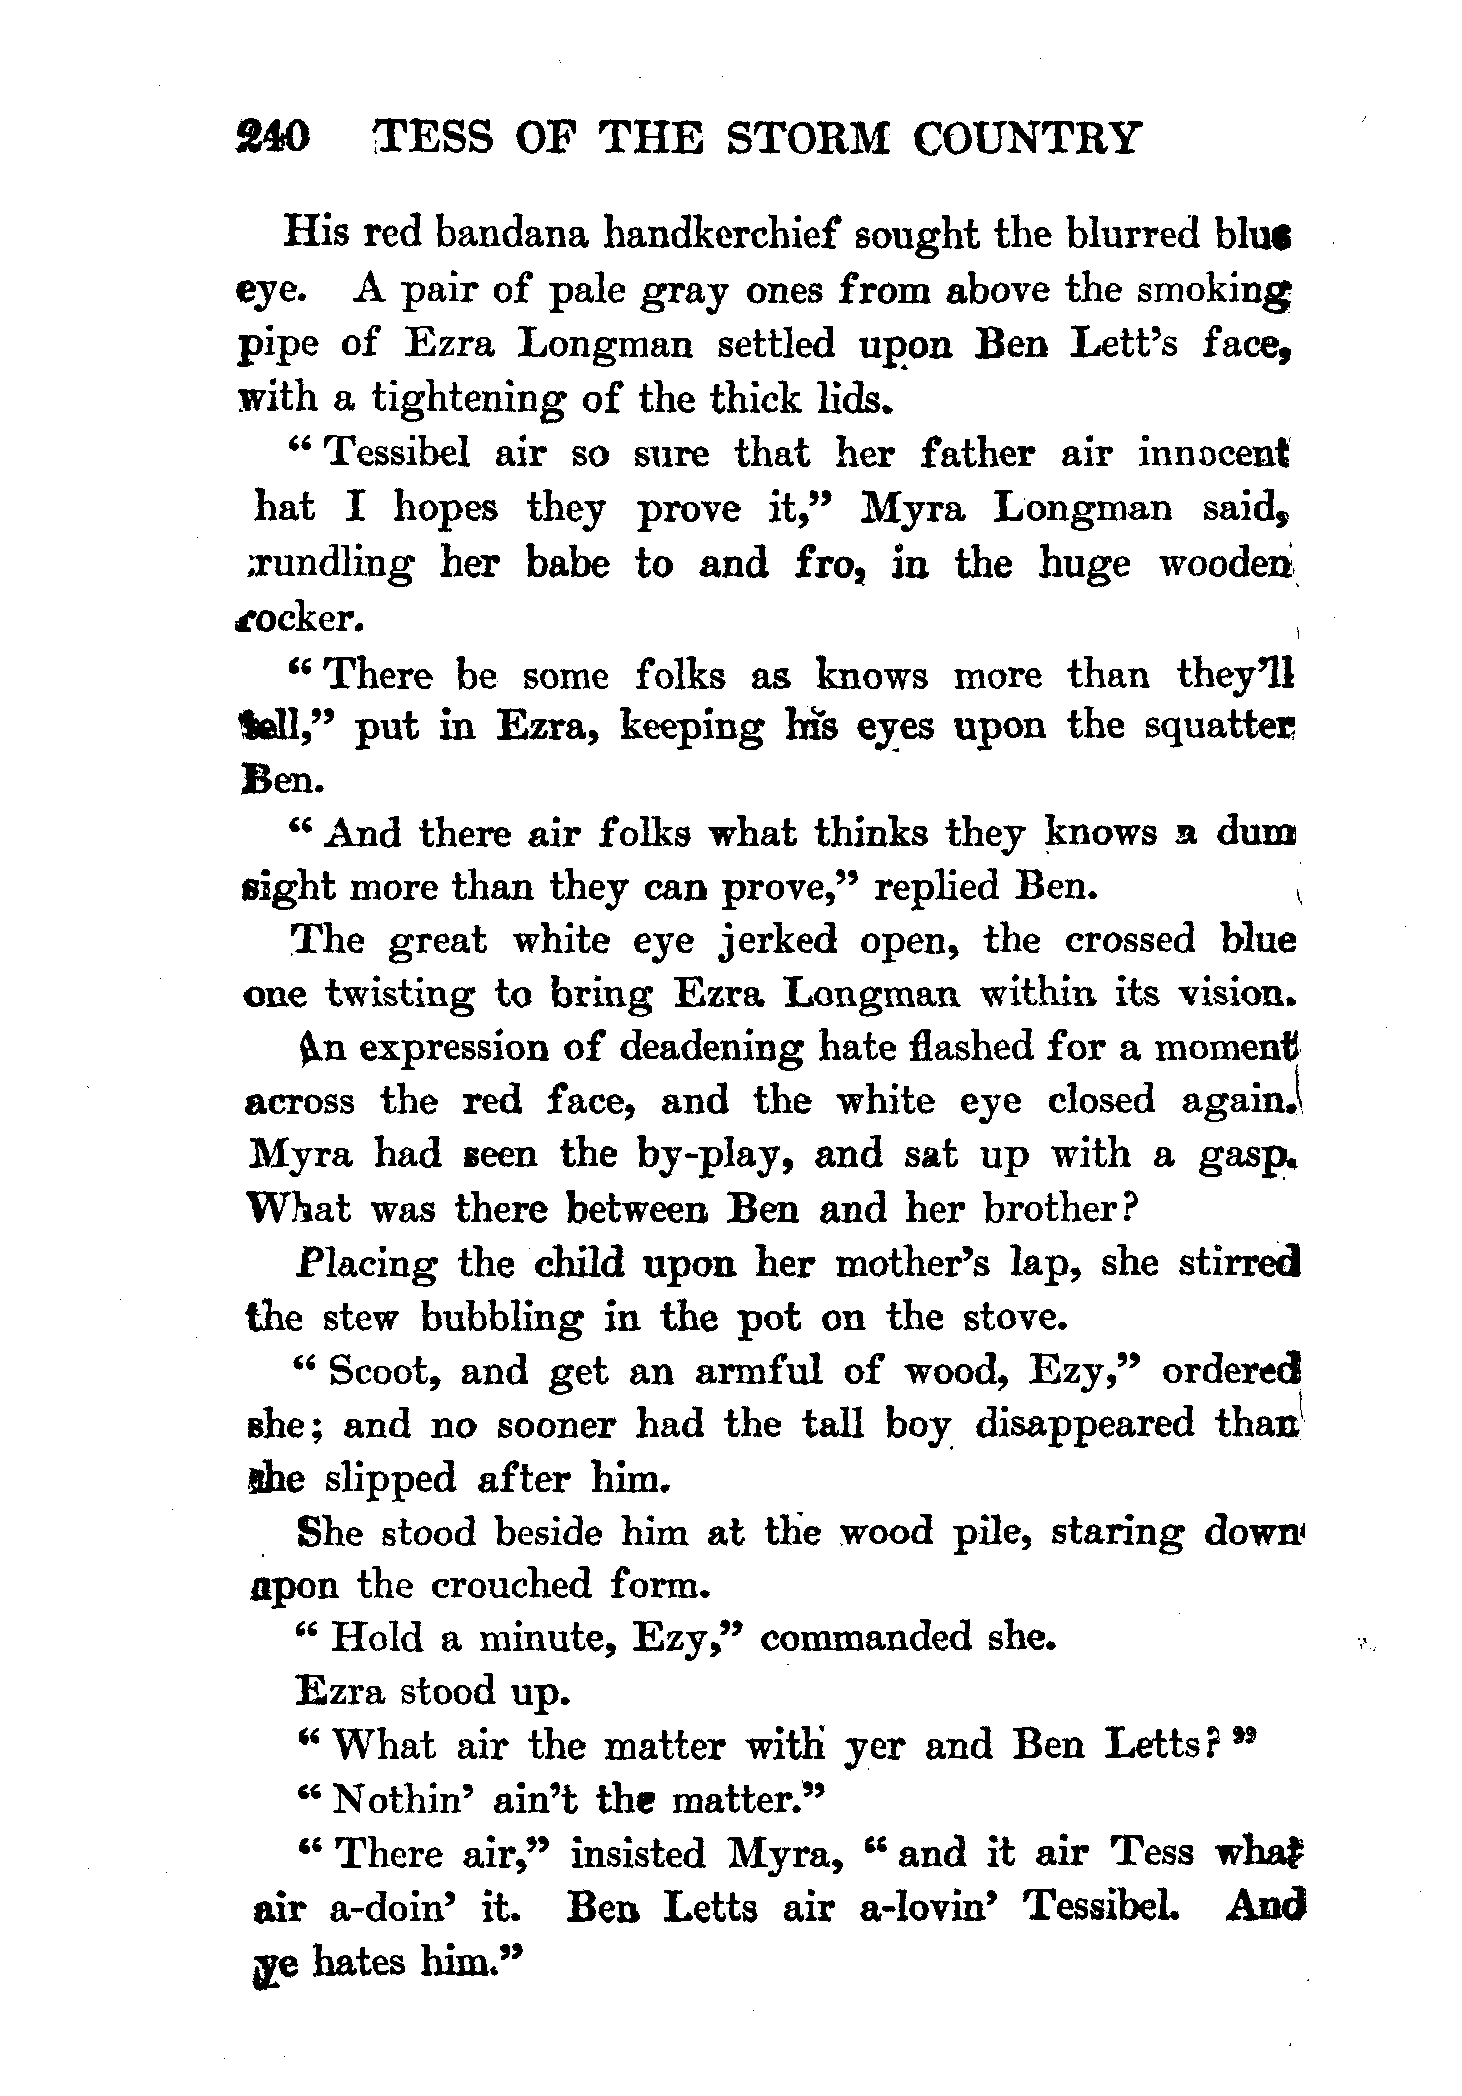 240 TESS OF THE STORM COUNTRY
His red bandana handkerchief sought the blurred blue
eye. A pair of pale gray ones from above the smoking
pipe of Ezra Longman settled upon Ben Lett's face,
with a tightening of the thick lids.
" Tessibel air so sure that her father air innocent
hat I hopes they prove it," Myra Longman said,
rundling her babe to and fro, in the huge wooden
rocker.
" There be some folks as knows more than they'll
tell," put in Ezra, keeping his eyes upon the squatter
Ben.
" And there air folks what thinks they knows a dum
sight more than they can prove," replied Ben.
The great white eye jerked open, the crossed blue
one twisting to bring Ezra Longman within its vision.
An expression of deadening hate flashed for a moment
across the red face, and the white eye closed again.
Myra had seen the by-play, and sat up with a gasp.
What was there between Ben and her brother?
Placing the child upon her mother's lap, she stirred
the stew bubbling in the pot on the stove.
" Scoot, and get an armful of wood, Ezy," ordered
she; and no sooner had the tall boy disappeared than
she slipped after him.
She stood beside him at the wood pile, staring down
upon the crouched form.
" Hold a minute, Ezy," commanded she.
Ezra stood up.
" What air the matter with yer and Ben Letts? "
" Nothin' ain't the matter."
" There air," insisted Myra, " and it air Tess what
air a-doin' it. Ben Letts air a-lovin' Tessibel. And
ye hates him."